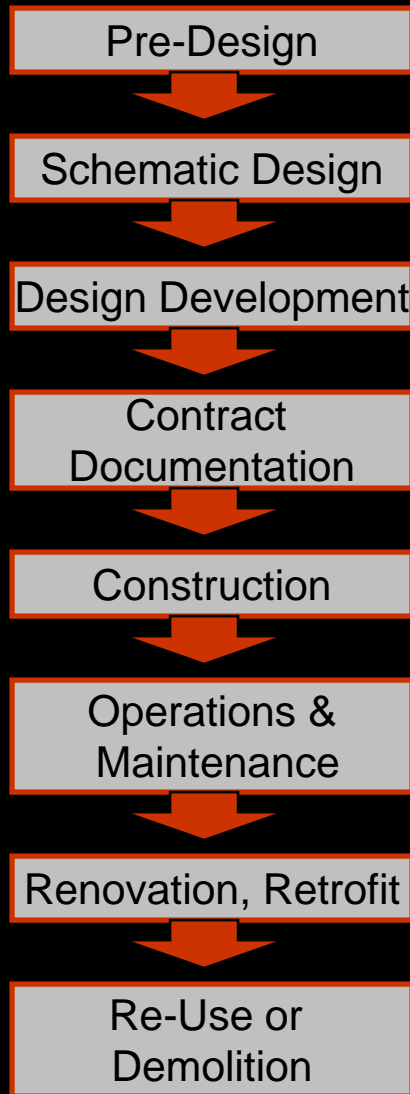 Pre-Design
Schematic Design
Design Development
Contract
Documentation
Construction
Operations &
Maintenance
Renovation, Retrofit
Re-Use or
Demolition